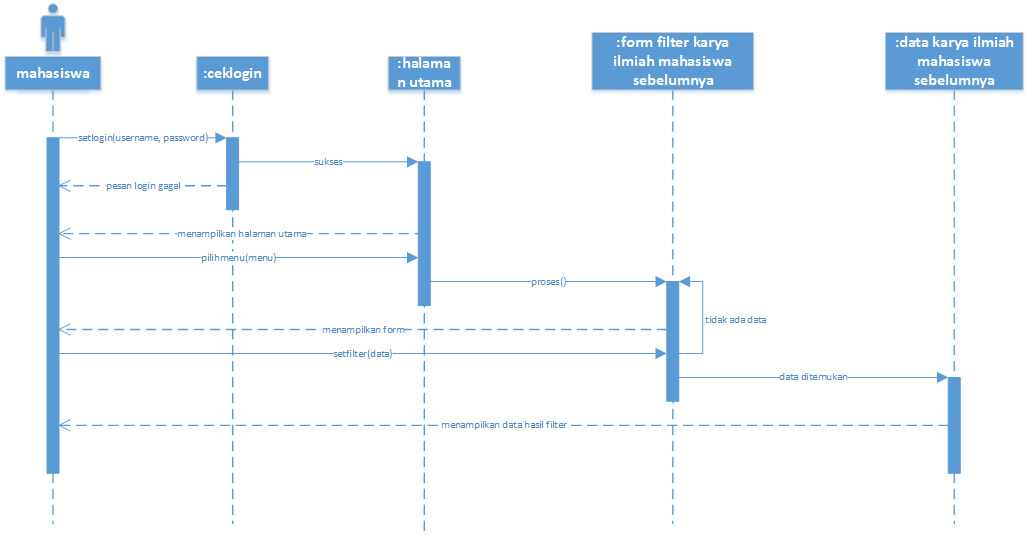 mahasiswa
:ceklogin
:halama
n utama
:form filter karya
ilmiah mahasiswa
sebelumnya
:data karya ilmiah
mahasiswa
sebelumnya
setlogin(username, password)
sukses
pesan login gagal
menampilkan halaman utama
pilihmenu(menu)
proses()
tidak ada data
menampilkan form
setfilter(data)
data ditemukan
menampilkan data hasil filter